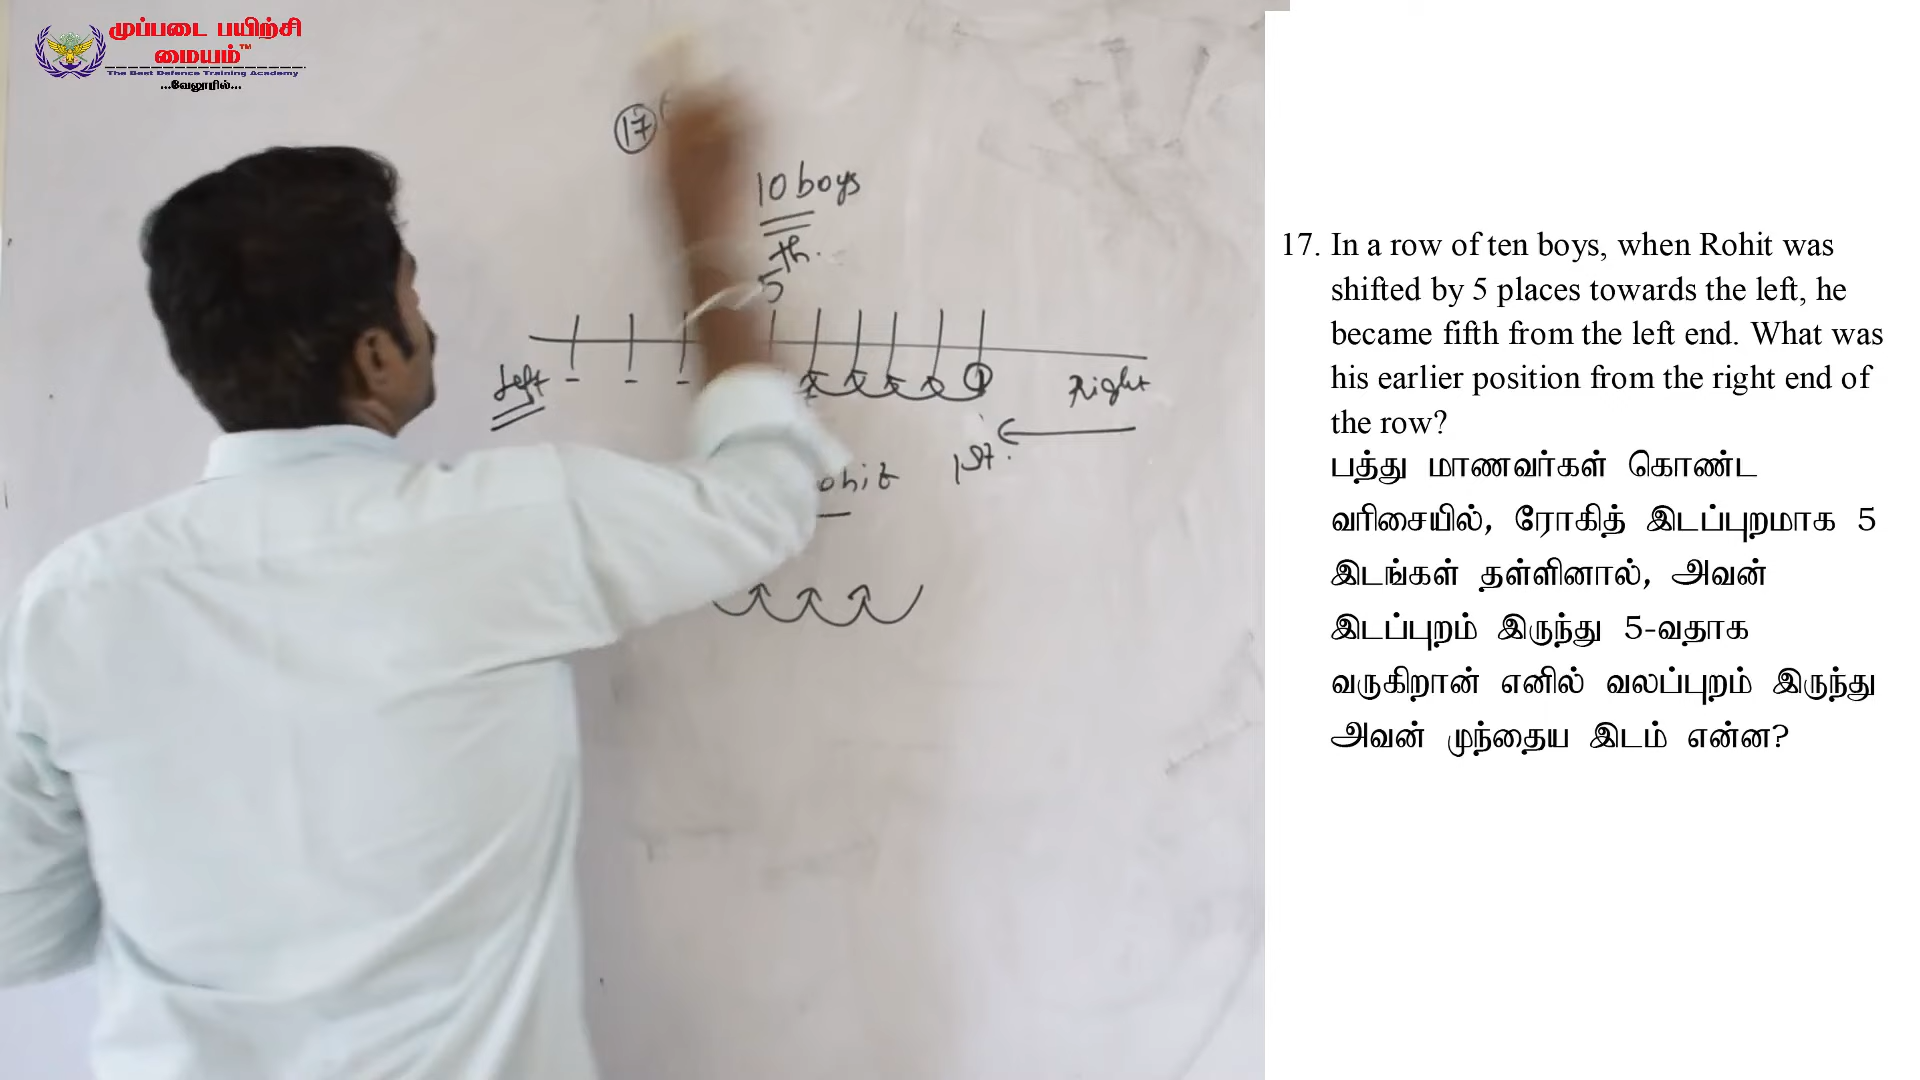 முப்படை பயிற்சி
மையம்™
The Best Defence Training Academy
...வேலூரில்...
17
10 boys
5th.
Left
Right
1st.
17. In a row of ten boys, when Rohit was
shifted by 5 places towards the left, he
became fifth from the left end. What was
his earlier position from the right end of
the row?
பத்து மாணவர்கள் கொண்ட
வரிசையில், ரோகித் இடப்புறமாக 5
இடங்கள் தள்ளினால், அவன்
இடப்புறம் இருந்து 5-வதாக
வருகிறான் எனில் வலப்புறம் இருந்து
அவன் முந்தைய இடம் என்ன?